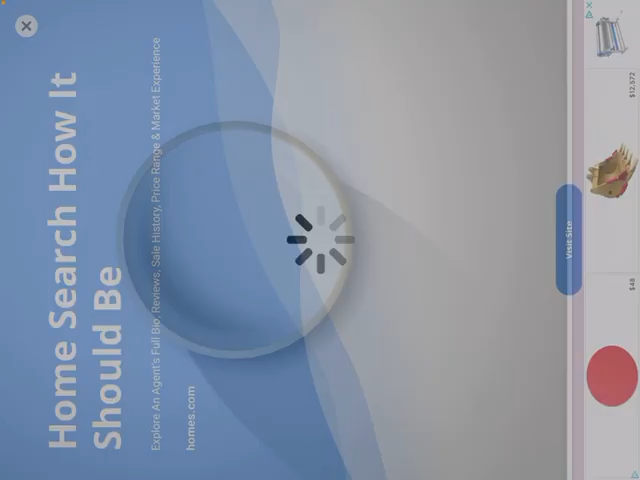 Home Search How It
Should Be
Explore An Agent's Full Bio, Reviews, Sale History, Price Range & Market Experience
homes.com
Visit Site
$12,572
$48